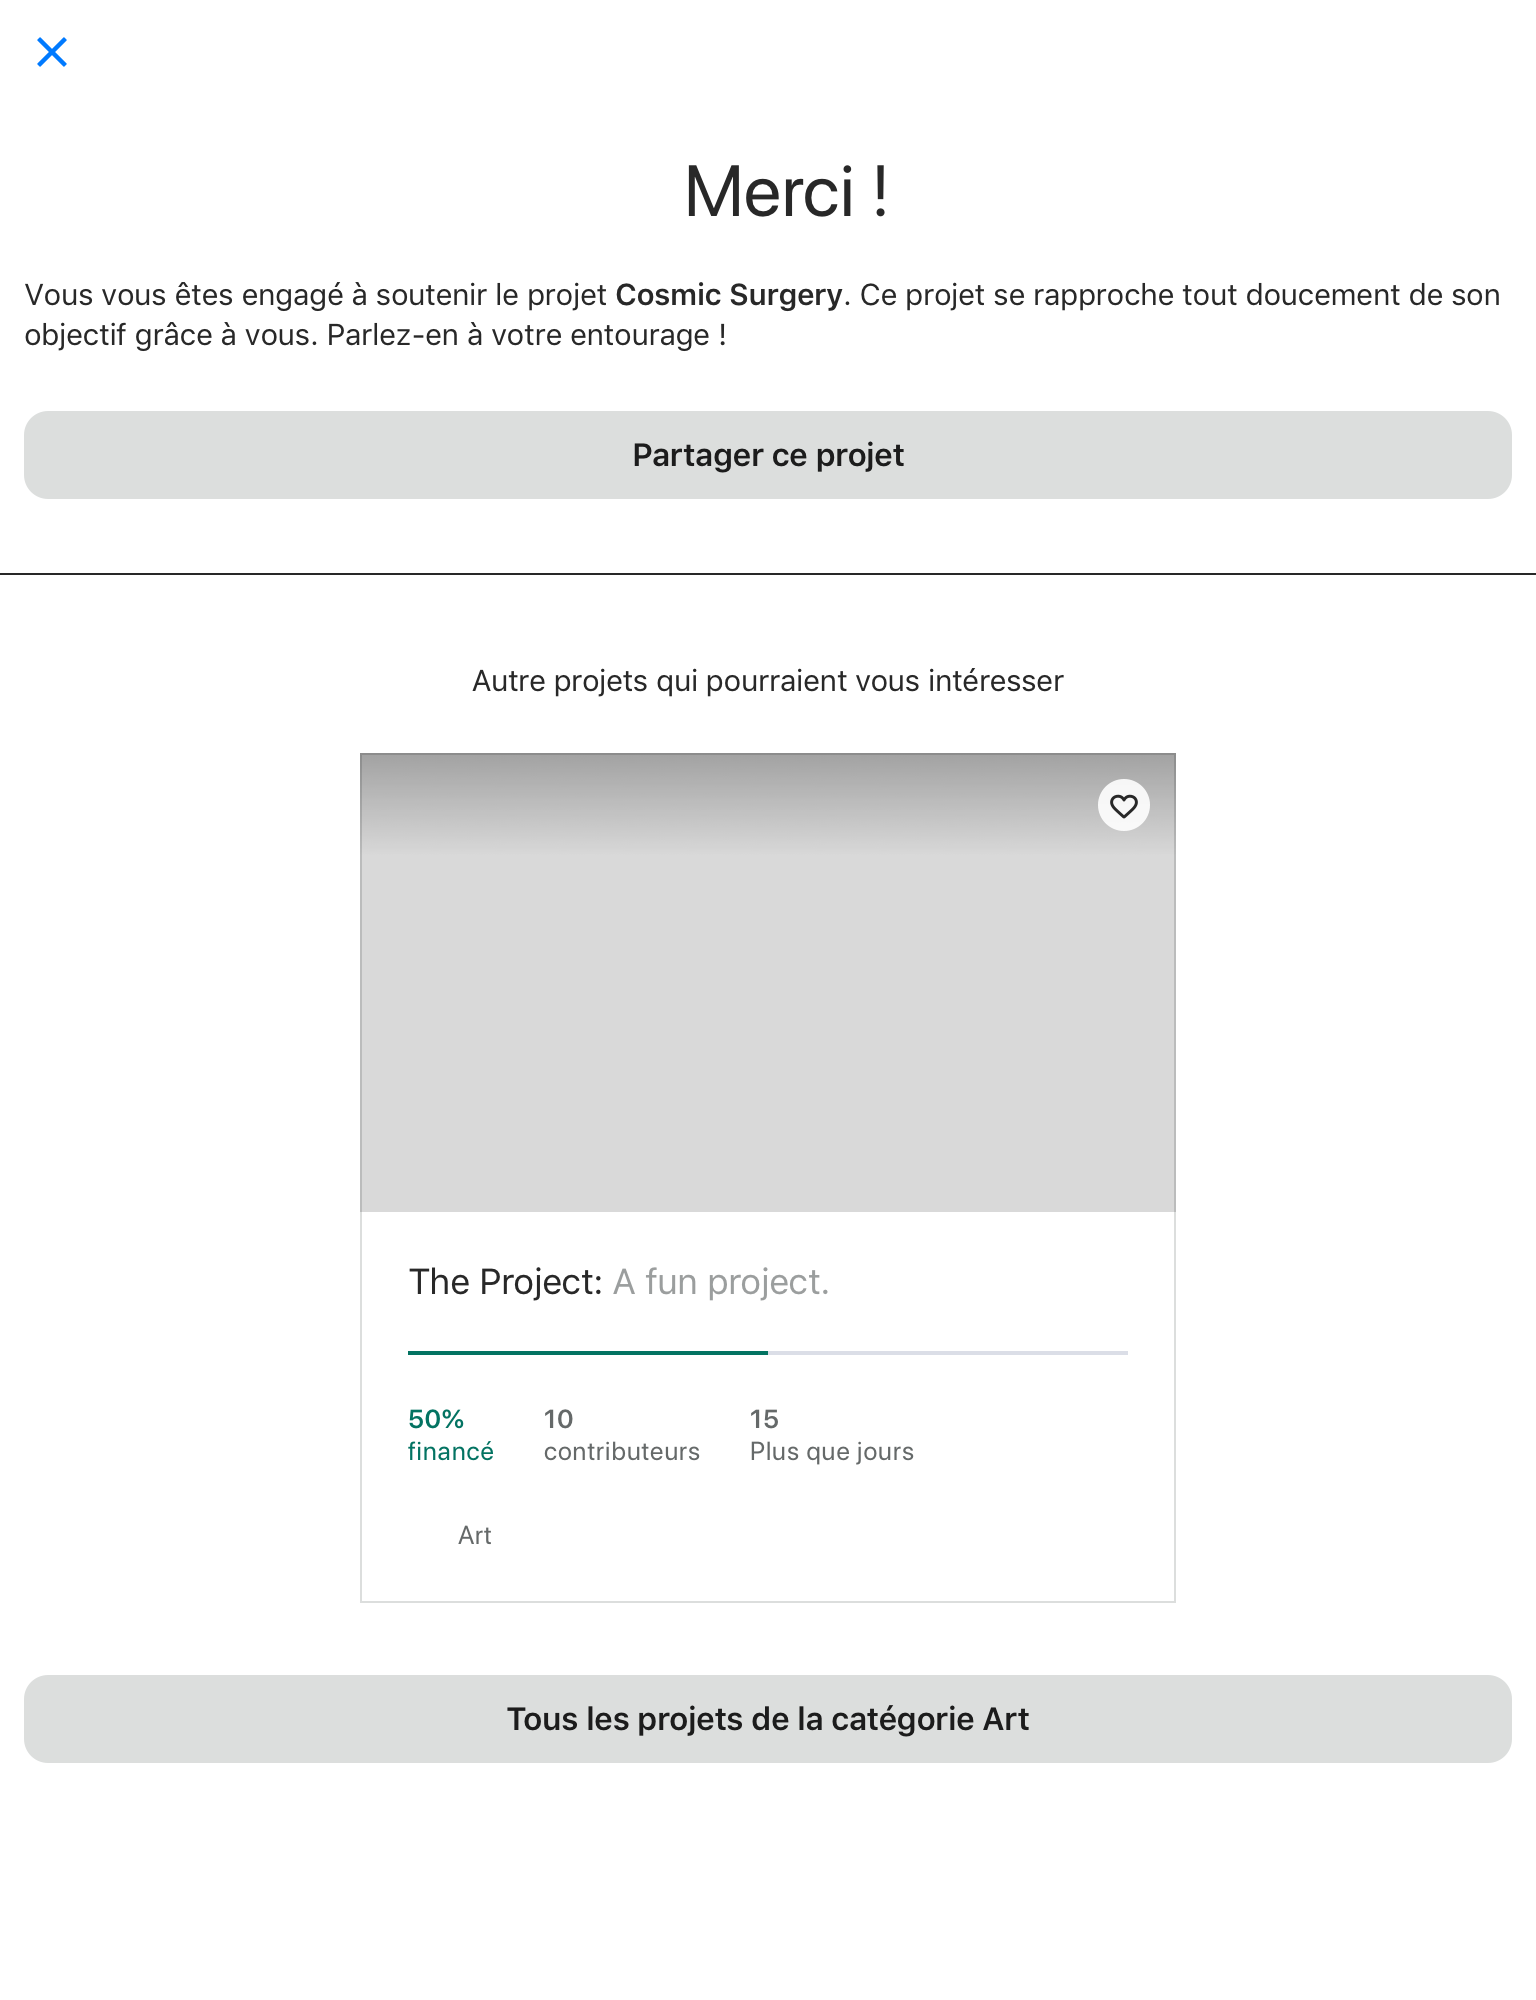 Merci !
Vous vous êtes engagé à soutenir le projet Cosmic Surgery. Ce projet se rapproche tout doucement de son
objectif grâce à vous. Parlez-en à votre entourage !
Partager ce projet
Autre projets qui pourraient vous intéresser
The Project: A fun project.
50% 10 15
financé contributeurs Plus que jours
Art
Tous les projets de la catégorie Art